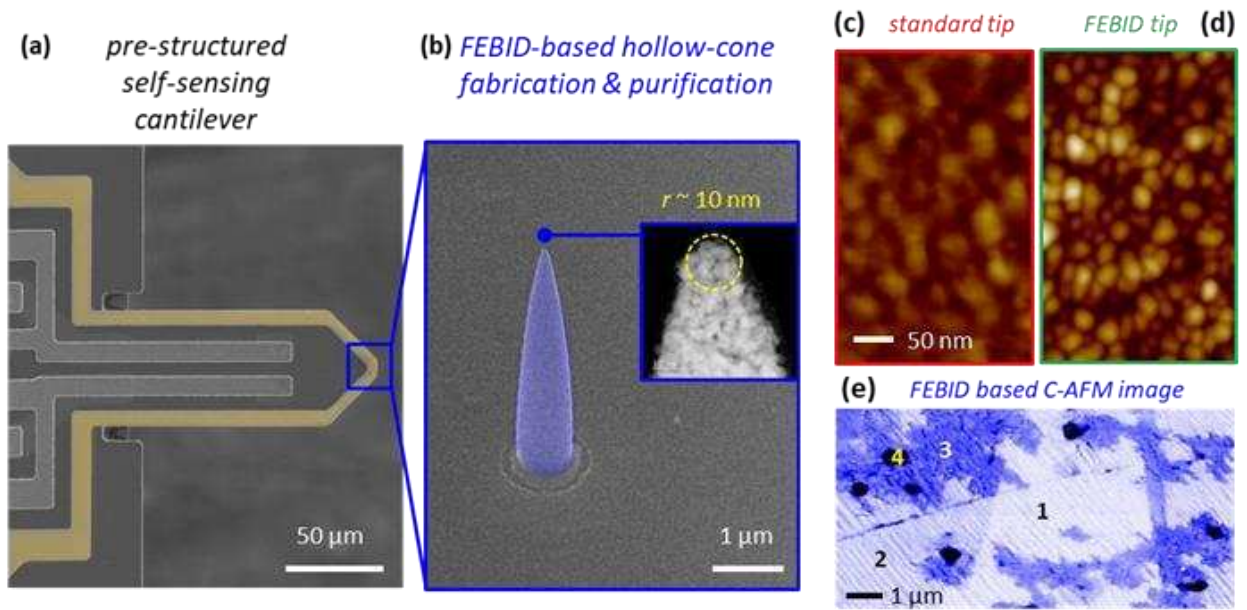 (a) pre-structured
self-sensing
cantilever
50 µm
(b) FEBID-based hollow-cone
fabrication & purification
r ~ 10 nm
1 µm
(c) standard tip
50 nm
FEBID tip (d)
(e) FEBID based C-AFM image
4
3
1
2
1 µm